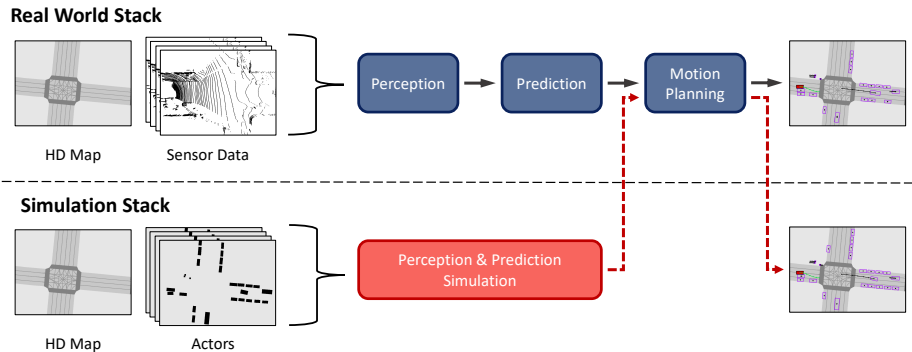 Real World Stack
Perception
Prediction
Motion
Planning
HD Map
Sensor Data
Simulation Stack
Perception & Prediction
Simulation
HD Map
Actors